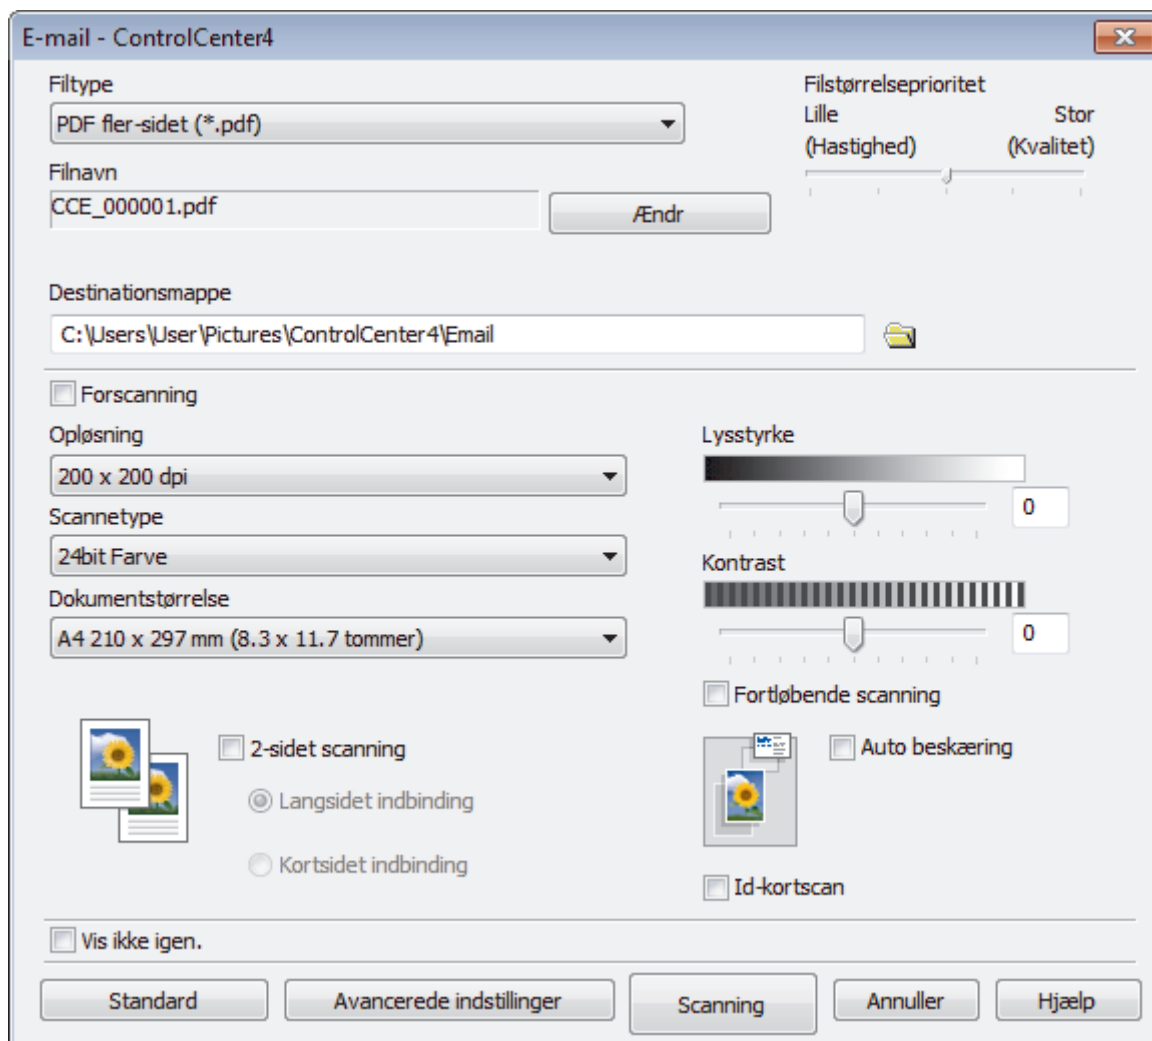 E-mail - ControlCenter4
Filtype
PDF fler-sidet (*.pdf)
Filnavn
CCE_000001.pdf
Ændr
Filstørrelseprioritet
Lille Stor
(Hastighed) (Kvalitet)
Destinationsmappe
C:\Users\User\Pictures\ControlCenter4\Email
Forscanning
Opløsning
200 x 200 dpi
Scannetype
24bit Farve
Dokumentstørrelse
A4 210 x 297 mm (8.3 x 11.7 tommer)
Lysstyrke
0
Kontrast
0
Fortløbende scanning
2-sidet scanning
Langsidet indbinding
Kortsidet indbinding
Auto beskæring
Id-kortscan
Vis ikke igen.
Standard Avancerede indstillinger Scanning Annuller Hjælp